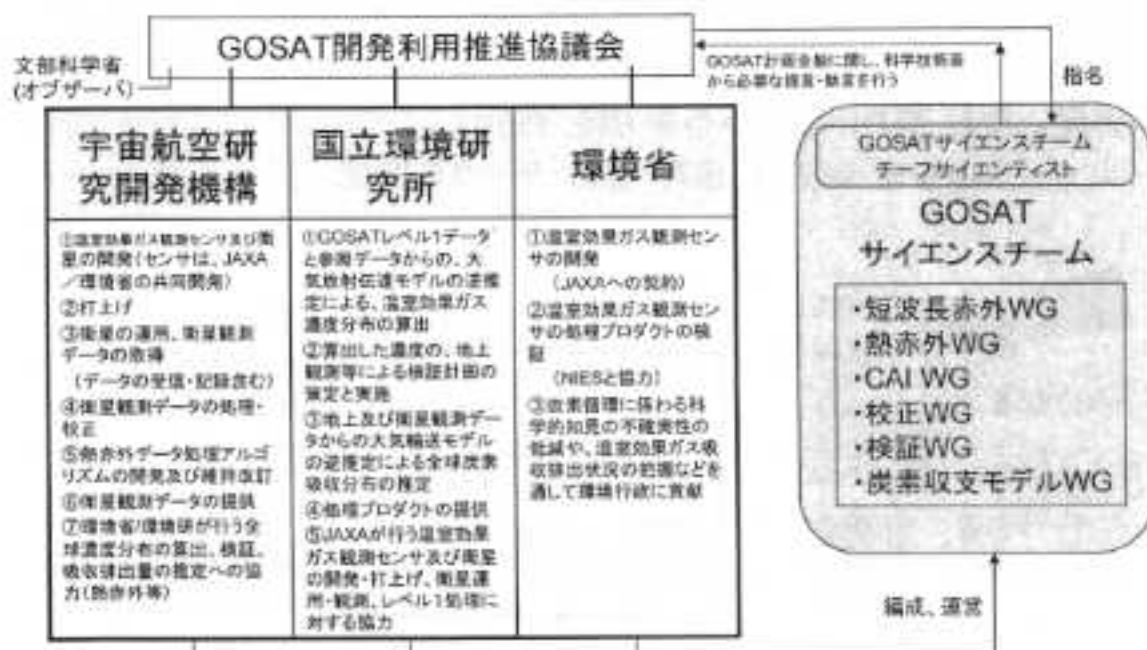 GOSAT開発利用推進協議会
文部科学省
(オブザーバ)
GOSAT計画全般に関し、科学技術面
から必要な提言・助言を行う
指名
宇宙航空研
究開発機構
①温室効果ガス観測センサ及び衛
星の開発(センサは、JAXA
/環境省の共同開発)
②打上げ
③衛星の運用、衛星観測
データの取得
(データの受信・記録含む)
④衛星観測データの処理・
校正
⑤熱赤外データ処理アルゴ
リズムの開発及び維持改訂
⑥衛星観測データの提供
⑦環境省/環境研が行う全
球濃度分布の算出、検証、
吸収排出量の推定への協
力(熱赤外等)
国立環境研
究所
①GOSATレベル1データ
と参照データからの、大
気放射伝達モデルの逆推
定による、温室効果ガス
濃度分布の算出
②算出した濃度の、地上
観測等による検証計画の
策定と実施
③地上及び衛星観測デー
タからの大気輸送モデル
の逆推定による全球炭素
吸収分布の推定
④処理プロダクトの提供
⑤JAXAが行う温室効果
ガス観測センサ及び衛星
の開発・打上げ、衛星運
用・観測、レベル1処理に
対する協力
環境省
①温室効果ガス観測セン
サの開発
(JAXAへの契約)
②温室効果ガス観測セン
サの処理プロダクトの検
証
(NIESと協力)
③炭素循環に係わる科
学的知見の不確実性の
低減や、温室効果ガス吸
収排出状況の把握などを
通して環境行政に貢献
GOSATサイエンスチーム
チーフサイエンティスト
GOSAT
サイエンスチーム
・短波長赤外WG
・熱赤外WG
・CAI WG
・校正WG
・検証WG
・炭素収支モデルWG
編成、運営